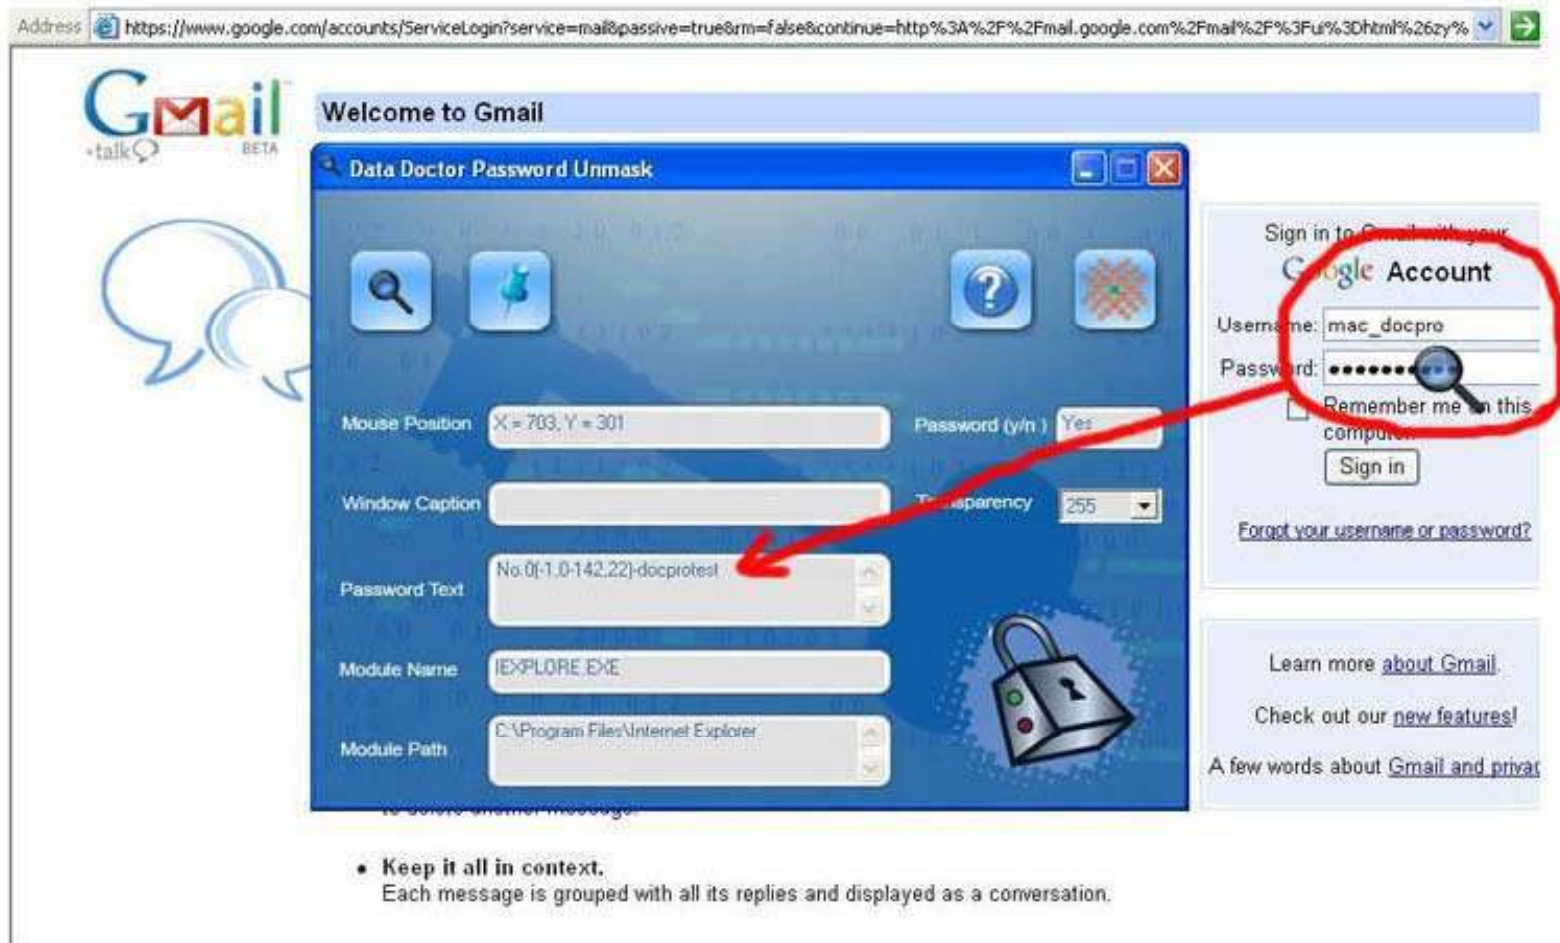 Address https://www.google.com/accounts/ServiceLogin?service=mail&passive=true&rm=false&continue=http%3A%2F%2Fmail.google.com%2Fmail%2F%3Fui%3Dhtml%26zy%
Gmail
talk BETA
Welcome to Gmail
Data Doctor Password Unmask
Mouse Position X = 703, Y = 301
Password (y/n ) Yes
Window Caption
Transparency 255
Password Text No.0[-1,0-142,22]-docprotest
Module Name IEXPLORE.EXE
Module Path C:\Program Files\Internet Explorer
Sign in to Gmail with your
Google Account
Username: mac_docpro
Password:
Remember me on this
computer.
Sign in
Forgot your username or password?
Learn more about Gmail.
Check out our new features!
A few words about Gmail and privac
to delete another message.
Keep it all in context.
Each message is grouped with all its replies and displayed as a conversation.